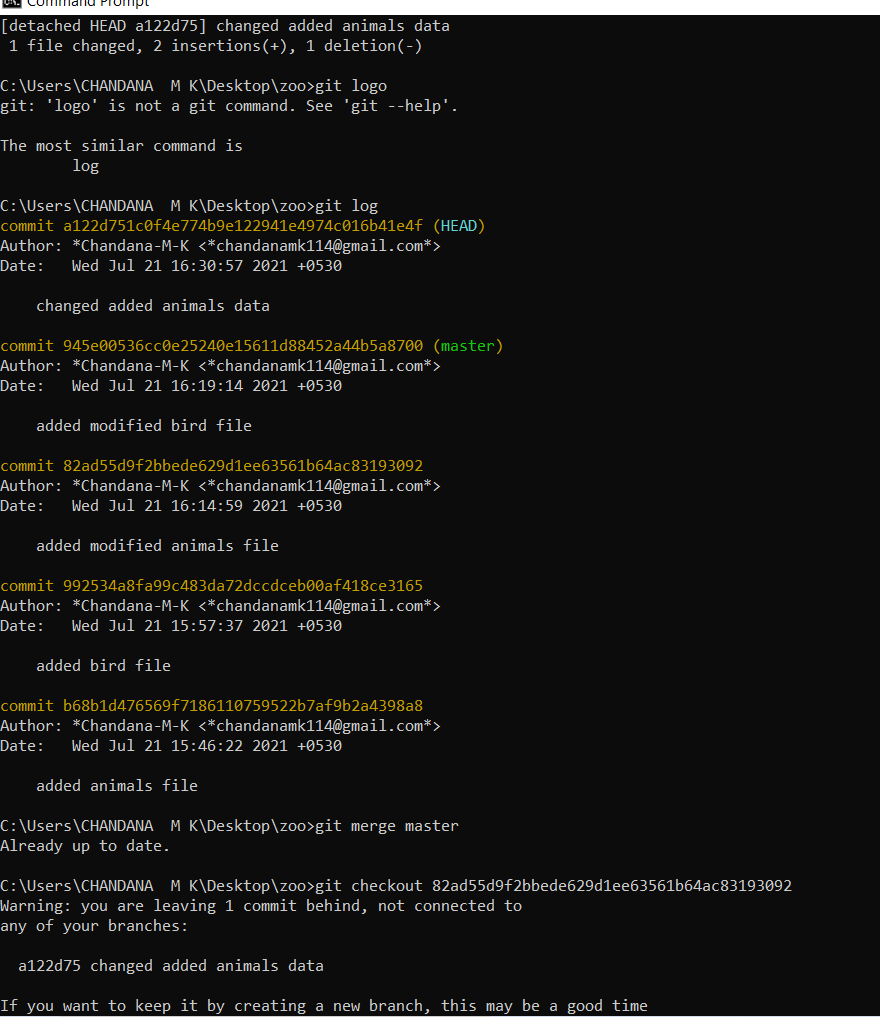 Command Prompt
[detached HEAD a122d75] changed added animals data
 1 file changed, 2 insertions(+), 1 deletion(-)
C:\Users\CHANDANA  M K\Desktop\zoo>git logo
git: 'logo' is not a git command. See 'git --help'.
The most similar command is
        log
C:\Users\CHANDANA  M K\Desktop\zoo>git log
commit a122d751c0f4e774b9e122941e4974c016b41e4f (HEAD)
Author: *Chandana-M-K <*chandanamk114@gmail.com*>
Date:   Wed Jul 21 16:30:57 2021 +0530
    changed added animals data
commit 945e00536cc0e25240e15611d88452a44b5a8700 (master)
Author: *Chandana-M-K <*chandanamk114@gmail.com*>
Date:   Wed Jul 21 16:19:14 2021 +0530
    added modified bird file
commit 82ad55d9f2bbede629d1ee63561b64ac83193092
Author: *Chandana-M-K <*chandanamk114@gmail.com*>
Date:   Wed Jul 21 16:14:59 2021 +0530
    added modified animals file
commit 992534a8fa99c483da72dccdceb00af418ce3165
Author: *Chandana-M-K <*chandanamk114@gmail.com*>
Date:   Wed Jul 21 15:57:37 2021 +0530
    added bird file
commit b68b1d476569f7186110759522b7af9b2a4398a8
Author: *Chandana-M-K <*chandanamk114@gmail.com*>
Date:   Wed Jul 21 15:46:22 2021 +0530
    added animals file
C:\Users\CHANDANA  M K\Desktop\zoo>git merge master
Already up to date.
C:\Users\CHANDANA  M K\Desktop\zoo>git checkout 82ad55d9f2bbede629d1ee63561b64ac83193092
Warning: you are leaving 1 commit behind, not connected to
any of your branches:
  a122d75 changed added animals data
If you want to keep it by creating a new branch, this may be a good time